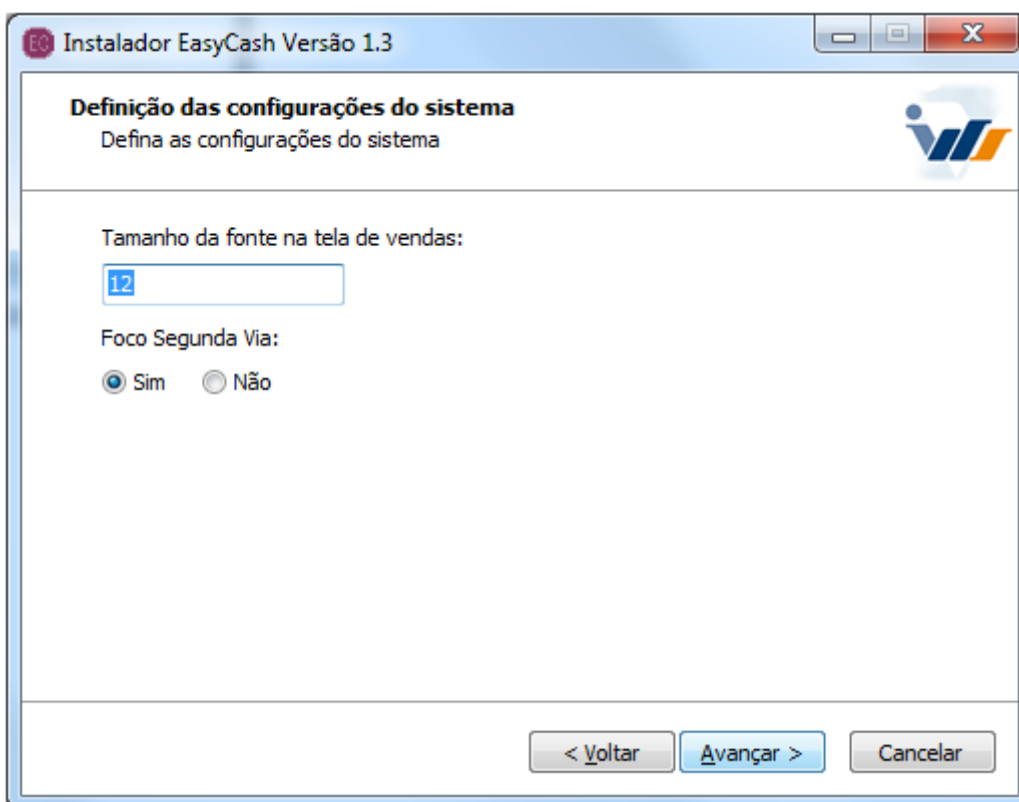 EC Instalador EasyCash Versão 1.3
Definição das configurações do sistema
Defina as configurações do sistema
Tamanho da fonte na tela de vendas:
12
Foco Segunda Via:
Sim Não
< Voltar Avançar > Cancelar